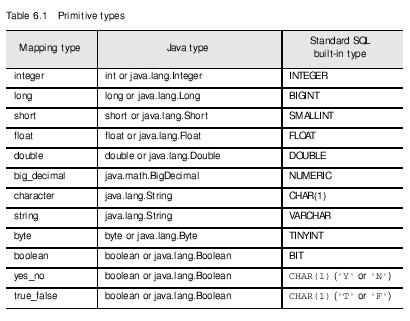 Table 6.1 Primitive types
Mapping type Java type Standard SQL built-in type
integer int or java.lang.Integer INTEGER
long long or java.lang.Long BIGINT
short short or java.lang.Short SMALLINT
float float or java.lang.Float FLOAT
double double or java.lang.Double DOUBLE
big_decimal java.math.BigDecimal NUMERIC
character java.lang.String CHAR(1)
string java.lang.String VARCHAR
byte byte or java.lang.Byte TINYINT
boolean boolean or java.lang.Boolean BIT
yes_no boolean or java.lang.Boolean CHAR(1) ('Y' or 'N')
true_false boolean or java.lang.Boolean CHAR(1) ('T' or 'F')